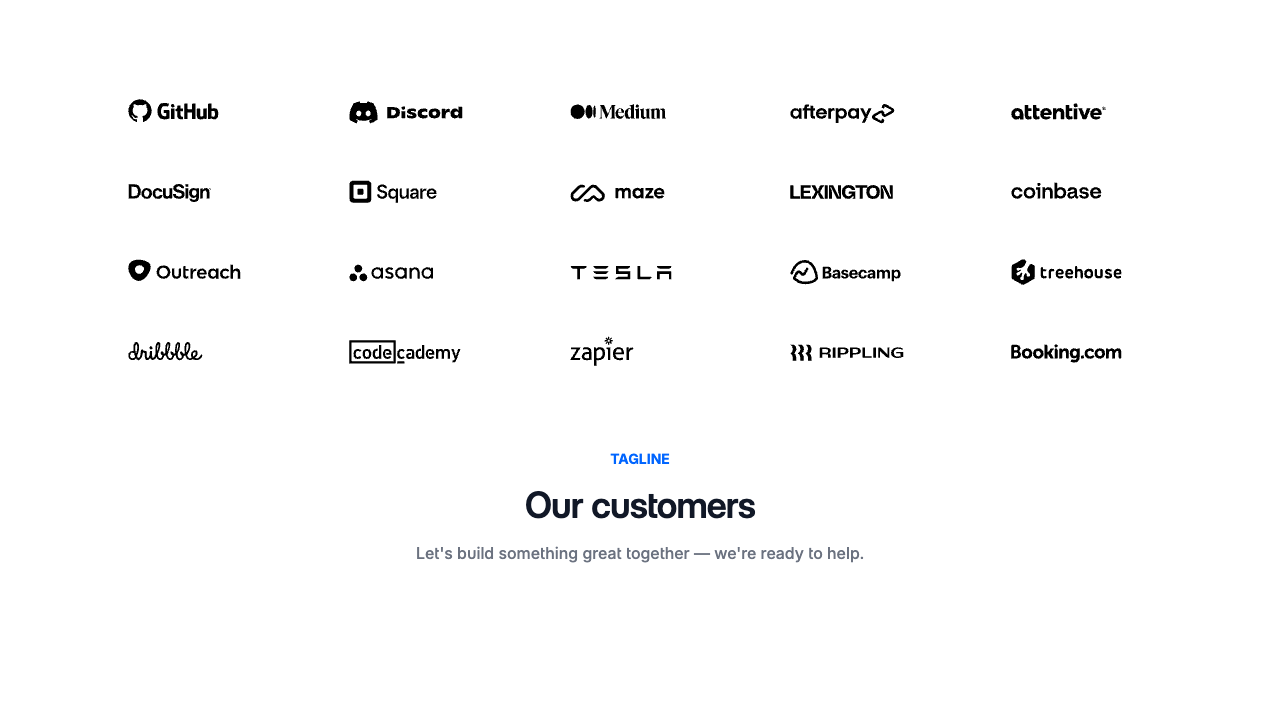 GitHub Discord Medium afterpay attentive®
DocuSign Square maze LEXINGTON coinbase
Outreach asana TESLA Basecamp treehouse
dribbble codecademy zapier RIPPLING Booking.com
TAGLINE
Our customers
Let's build something great together — we're ready to help.